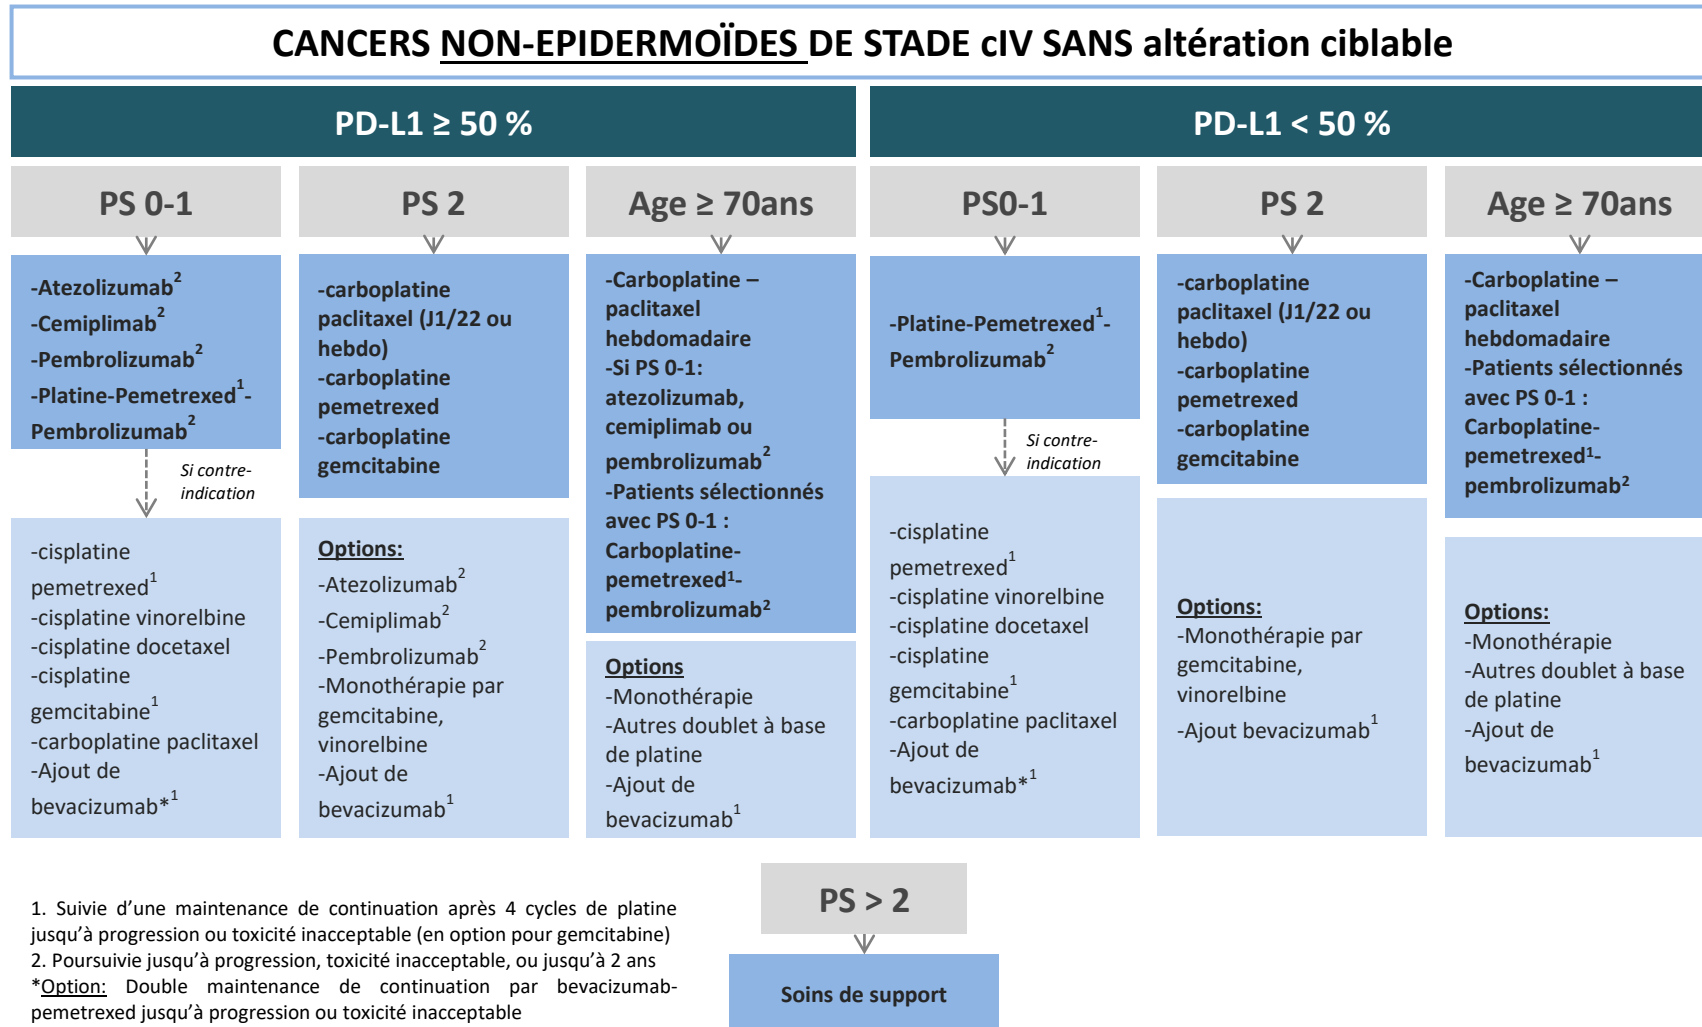 CANCERS NON-EPIDERMOÏDES DE STADE cIV SANS altération ciblable
PD-L1 ≥ 50 %
PS 0-1
-Atezolizumab²
-Cemiplimab²
-Pembrolizumab²
-Platine-Pemetrexed¹-
Pembrolizumab²
Si contre-
indication
-cisplatine
pemetrexed¹
-cisplatine vinorelbine
-cisplatine docetaxel
-cisplatine
gemcitabine¹
-carboplatine paclitaxel
-Ajout de
bevacizumab*¹
PS 2
-carboplatine
paclitaxel (J1/22 ou
hebdo)
-carboplatine
pemetrexed
-carboplatine
gemcitabine
Options:
-Atezolizumab²
-Cemiplimab²
-Pembrolizumab²
-Monothérapie par
gemcitabine,
vinorelbine
-Ajout de
bevacizumab¹
Age ≥ 70ans
-Carboplatine –
paclitaxel
hebdomadaire
-Si PS 0-1:
atezolizumab,
cemiplimab ou
pembrolizumab²
-Patients sélectionnés
avec PS 0-1 :
Carboplatine-
pemetrexed¹-
pembrolizumab²
Options
-Monothérapie
-Autres doublet à base
de platine
-Ajout de
bevacizumab¹
PD-L1 < 50 %
PS0-1
-Platine-Pemetrexed¹-
Pembrolizumab²
Si contre-
indication
-cisplatine
pemetrexed¹
-cisplatine vinorelbine
-cisplatine docetaxel
-cisplatine
gemcitabine¹
-carboplatine paclitaxel
-Ajout de
bevacizumab*¹
PS 2
-carboplatine
paclitaxel (J1/22 ou
hebdo)
-carboplatine
pemetrexed
-carboplatine
gemcitabine
Options:
-Monothérapie par
gemcitabine,
vinorelbine
-Ajout bevacizumab¹
Age ≥ 70ans
-Carboplatine –
paclitaxel
hebdomadaire
-Patients sélectionnés
avec PS 0-1 :
Carboplatine-
pemetrexed¹-
pembrolizumab²
Options:
-Monothérapie
-Autres doublet à base
de platine
-Ajout de
bevacizumab¹
PS > 2
Soins de support
1. Suivie d’une maintenance de continuation après 4 cycles de platine
jusqu’à progression ou toxicité inacceptable (en option pour gemcitabine)
2. Poursuivie jusqu’à progression, toxicité inacceptable, ou jusqu’à 2 ans
*Option: Double maintenance de continuation par bevacizumab-
pemetrexed jusqu’à progression ou toxicité inacceptable